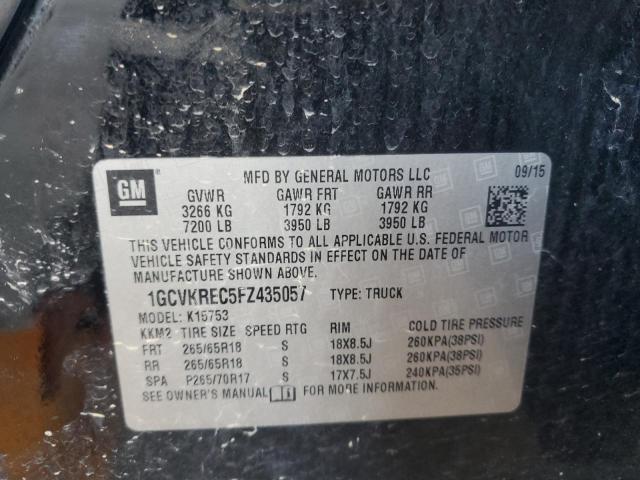 GM
MFD BY GENERAL MOTORS LLC 09/15
GVWR GAWR FRT GAWR RR
3266 KG 1792 KG 1792 KG
7200 LB 3950 LB 3950 LB
THIS VEHICLE CONFORMS TO ALL APPLICABLE U.S. FEDERAL MOTOR
VEHICLE SAFETY STANDARDS IN EFFECT ON THE DATE OF
MANUFACTURE SHOWN ABOVE.
1GCVKREC5FZ435057 TYPE: TRUCK
MODEL: K15753
KKM2 TIRE SIZE SPEED RTG RIM COLD TIRE PRESSURE
FRT 265/65R18 S 18X8.5J 260KPA(38PSI)
RR 265/65R18 S 18X8.5J 260KPA(38PSI)
SPA P265/70R17 S 17X7.5J 240KPA(35PSI)
SEE OWNER'S MANUAL FOR MORE INFORMATION.